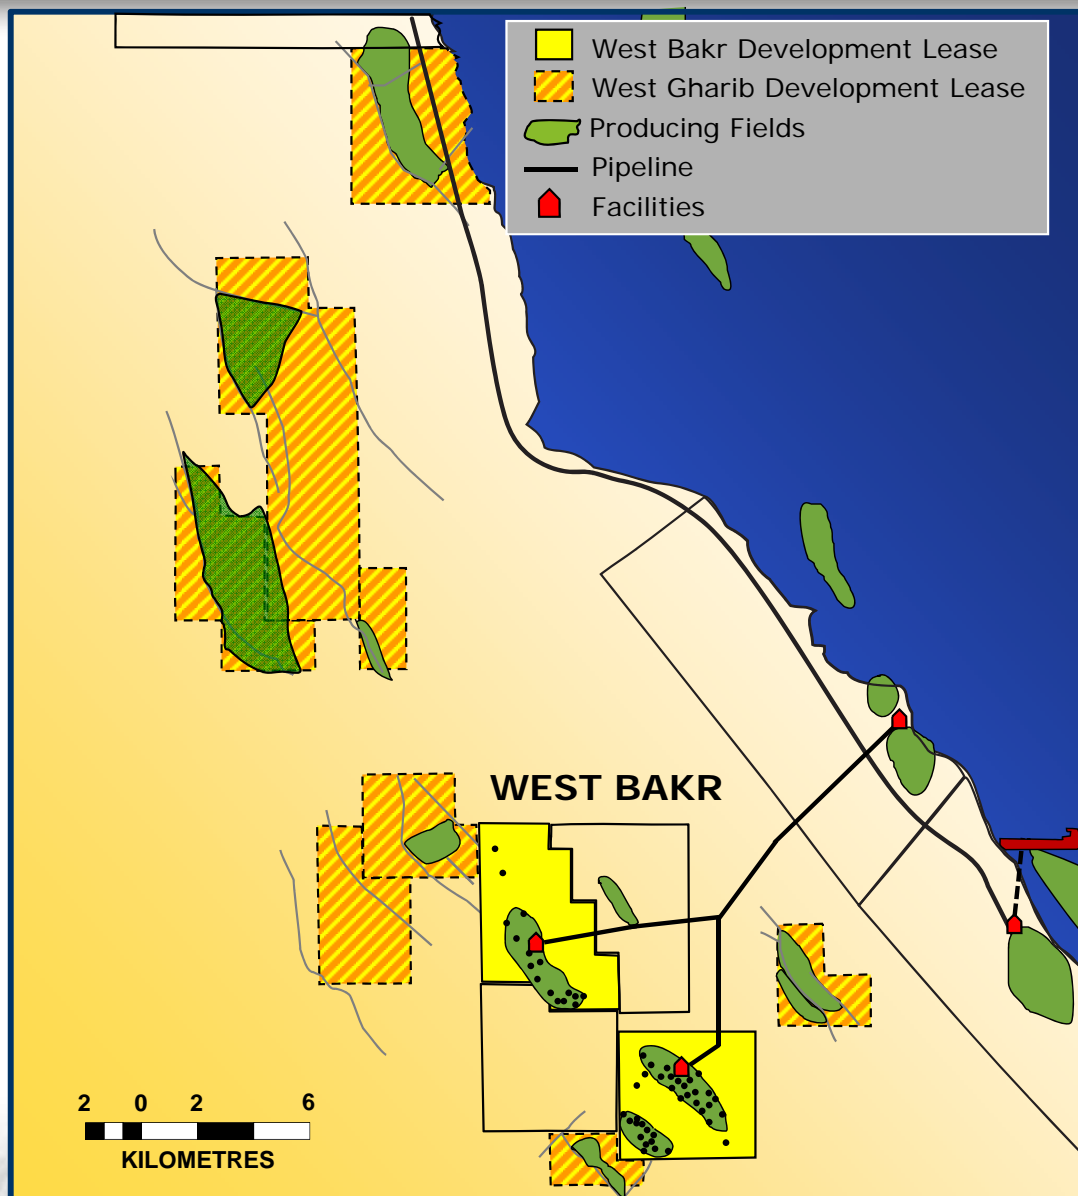 West Bakr Development Lease
West Gharib Development Lease
Producing Fields
Pipeline
Facilities
WEST BAKR
2 0 2 6
KILOMETRES